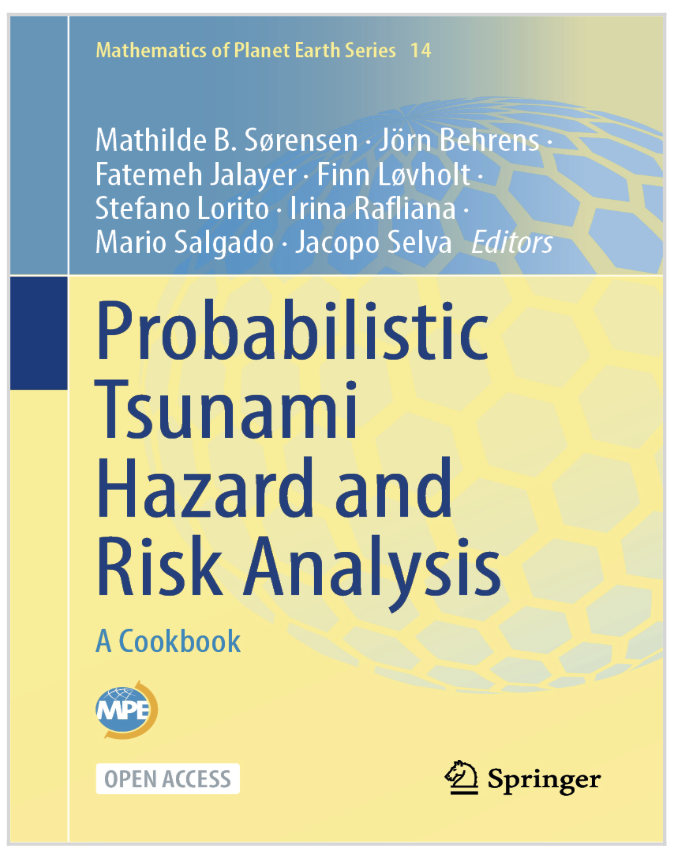 Mathematics of Planet Earth Series 14
Mathilde B. Sørensen · Jörn Behrens ·
Fatemeh Jalayer · Finn Løvholt ·
Stefano Lorito · Irina Rafliana ·
Mario Salgado · Jacopo Selva Editors
Probabilistic
Tsunami
Hazard and
Risk Analysis
A Cookbook
MPE
OPEN ACCESS
Springer